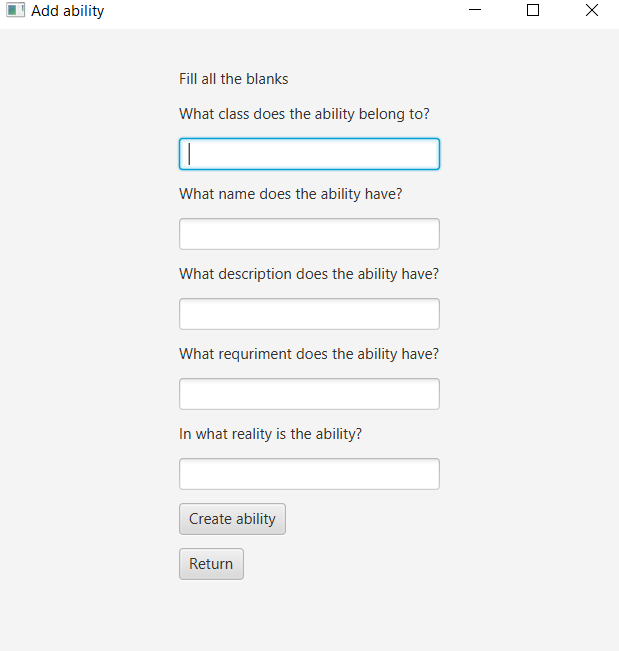 Add ability
Fill all the blanks
What class does the ability belong to?
What name does the ability have?
What description does the ability have?
What requriment does the ability have?
In what reality is the ability?
Create ability
Return